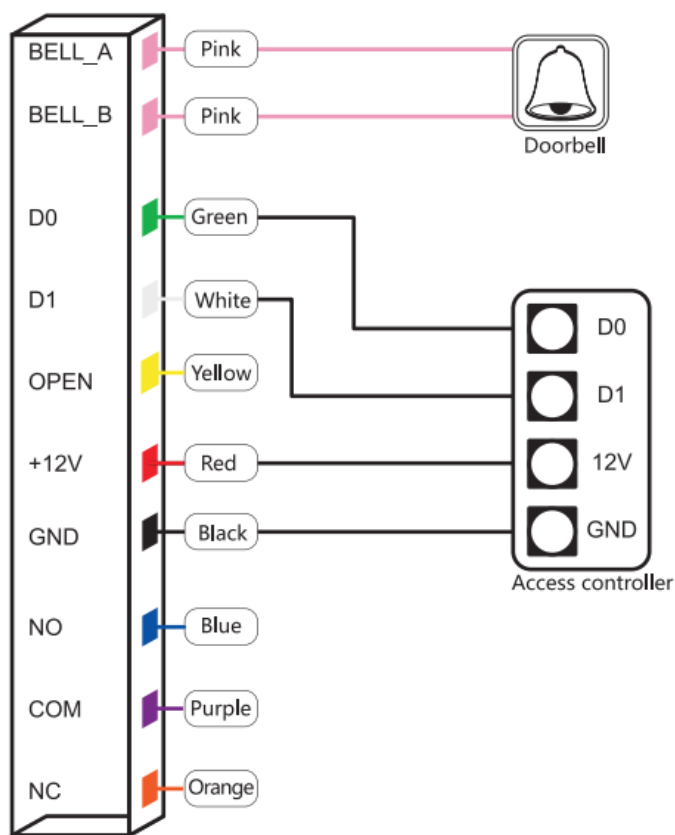 BELL_A Pink
BELL_B Pink
Doorbell
D0 Green
D1 White
OPEN Yellow
+12V Red
GND Black
NO Blue
COM Purple
NC Orange
D0
D1
12V
GND
Access controller